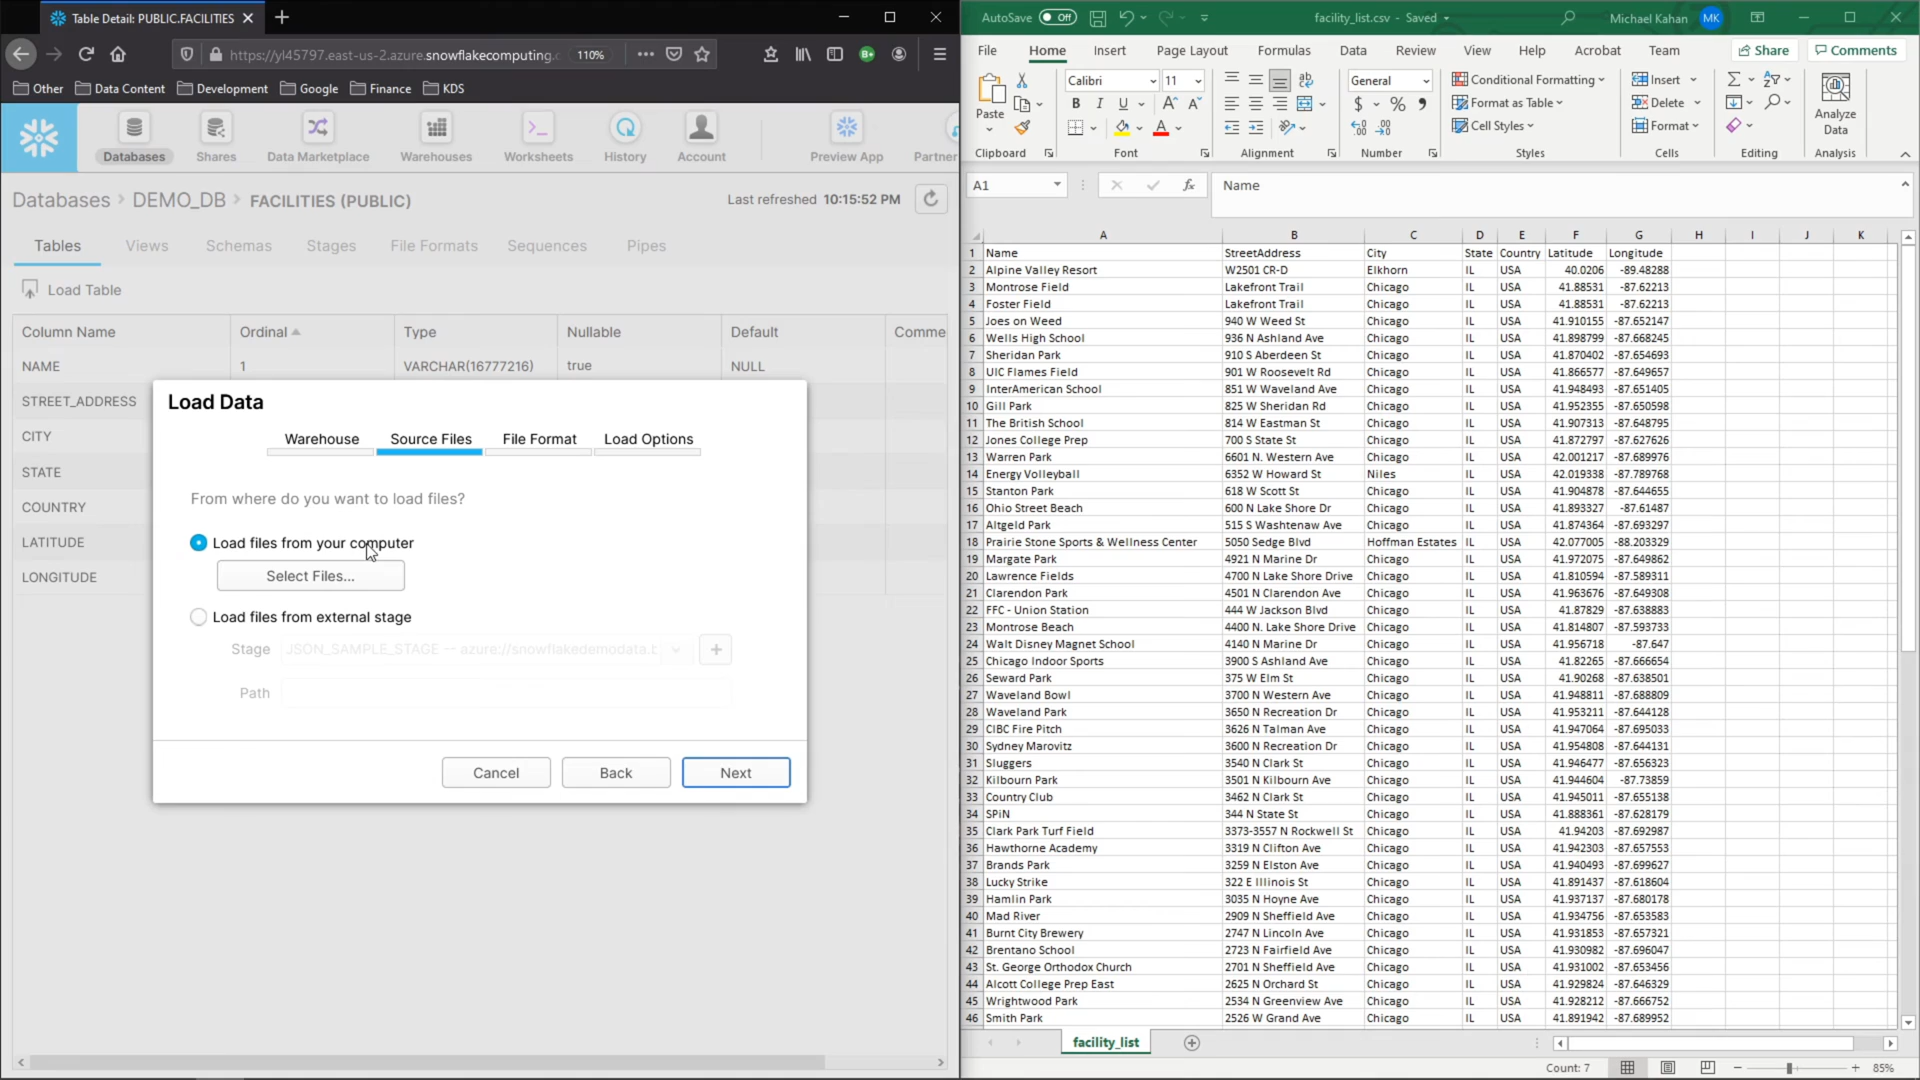 Table Detail: PUBLIC.FACILITIES
https://yl45797.east-us-2.azure.snowflakecomputing.c
110%
Other
Data Content
Development
Google
Finance
KDS
Databases
Shares
Data Marketplace
Warehouses
Worksheets
History
Account
Preview App
Partner
Databases > DEMO_DB > FACILITIES (PUBLIC)
Last refreshed 10:15:52 PM
Tables
Views
Schemas
Stages
File Formats
Sequences
Pipes
Load Table
Column Name Ordinal Type Nullable Default Comme
NAME 1 VARCHAR(16777216) true NULL
STREET_ADDRESS
CITY
STATE
COUNTRY
LATITUDE
LONGITUDE
Load Data
Warehouse
Source Files
File Format
Load Options
From where do you want to load files?
Load files from your computer
Select Files...
Load files from external stage
Stage JSON_SAMPLE_STAGE — azure://snowflakedemodata.t
Path
Cancel
Back
Next
AutoSave Off
facility_list.csv - Saved
Michael Kahan MK
File
Home
Insert
Page Layout
Formulas
Data
Review
View
Help
Acrobat
Team
Share
Comments
Paste
Clipboard
Calibri 11
B I U
Font
Alignment
General
$ % 9
Number
Conditional Formatting
Format as Table
Cell Styles
Styles
Insert
Delete
Format
Cells
Editing
Analyze
Data
Analysis
A1
fx
Name
A B C D E F G H I J K
1 Name StreetAddress City State Country Latitude Longitude
2 Alpine Valley Resort W2501 CR-D Elkhorn IL USA 40.0206 -89.48288
3 Montrose Field Lakefront Trail Chicago IL USA 41.88531 -87.62213
4 Foster Field Lakefront Trail Chicago IL USA 41.88531 -87.62213
5 Joes on Weed 940 W Weed St Chicago IL USA 41.910155 -87.652147
6 Wells High School 936 N Ashland Ave Chicago IL USA 41.898799 -87.668245
7 Sheridan Park 910 S Aberdeen St Chicago IL USA 41.870402 -87.654693
8 UIC Flames Field 901 W Roosevelt Rd Chicago IL USA 41.866577 -87.649657
9 InterAmerican School 851 W Waveland Ave Chicago IL USA 41.948493 -87.651405
10 Gill Park 825 W Sheridan Rd Chicago IL USA 41.952355 -87.650598
11 The British School 814 W Eastman St Chicago IL USA 41.907313 -87.648795
12 Jones College Prep 700 S State St Chicago IL USA 41.872797 -87.627626
13 Warren Park 6601 N. Western Ave Chicago IL USA 42.001217 -87.689976
14 Energy Volleyball 6352 W Howard St Niles IL USA 42.019338 -87.789768
15 Stanton Park 618 W Scott St Chicago IL USA 41.904878 -87.644655
16 Ohio Street Beach 600 N Lake Shore Dr Chicago IL USA 41.893327 -87.61487
17 Altgeld Park 515 S Washtenaw Ave Chicago IL USA 41.874364 -87.693297
18 Prairie Stone Sports & Wellness Center 5050 Sedge Blvd Hoffman Estates IL USA 42.077005 -88.203329
19 Margate Park 4921 N Marine Dr Chicago IL USA 41.972075 -87.649862
20 Lawrence Fields 4700 N Lake Shore Drive Chicago IL USA 41.810594 -87.589311
21 Clarendon Park 4501 N Clarendon Ave Chicago IL USA 41.963676 -87.649308
22 FFC - Union Station 444 W Jackson Blvd Chicago IL USA 41.87829 -87.638883
23 Montrose Beach 4400 N. Lake Shore Drive Chicago IL USA 41.814807 -87.593733
24 Walt Disney Magnet School 4140 N Marine Dr Chicago IL USA 41.956718 -87.647
25 Chicago Indoor Sports 3900 S Ashland Ave Chicago IL USA 41.82265 -87.666654
26 Seward Park 375 W Elm St Chicago IL USA 41.90268 -87.638501
27 Waveland Bowl 3700 N Western Ave Chicago IL USA 41.948811 -87.688809
28 Waveland Park 3650 N Recreation Dr Chicago IL USA 41.953211 -87.644128
29 CIBC Fire Pitch 3626 N Talman Ave Chicago IL USA 41.947064 -87.695033
30 Sydney Marovitz 3600 N Recreation Dr Chicago IL USA 41.954808 -87.644131
31 Sluggers 3540 N Clark St Chicago IL USA 41.946477 -87.656323
32 Kilbourn Park 3501 N Kilbourn Ave Chicago IL USA 41.944604 -87.73859
33 Country Club 3462 N Clark St Chicago IL USA 41.945011 -87.655138
34 SPiN 344 N State St Chicago IL USA 41.888361 -87.628179
35 Clark Park Turf Field 3373-3557 N Rockwell St Chicago IL USA 41.94203 -87.692987
36 Hawthorne Academy 3319 N Clifton Ave Chicago IL USA 41.942303 -87.657553
37 Brands Park 3259 N Elston Ave Chicago IL USA 41.940493 -87.699627
38 Lucky Strike 322 E Illinois St Chicago IL USA 41.891437 -87.618604
39 Hamlin Park 3035 N Hoyne Ave Chicago IL USA 41.937137 -87.680178
40 Mad River 2909 N Sheffield Ave Chicago IL USA 41.934756 -87.653583
41 Burnt City Brewery 2747 N Lincoln Ave Chicago IL USA 41.931853 -87.657321
42 Brentano School 2723 N Fairfield Ave Chicago IL USA 41.930982 -87.696047
43 St. George Orthodox Church 2701 N Sheffield Ave Chicago IL USA 41.931002 -87.653456
44 Alcott College Prep East 2625 N Orchard St Chicago IL USA 41.929824 -87.646329
45 Wrightwood Park 2534 N Greenview Ave Chicago IL USA 41.928212 -87.666752
46 Smith Park 2526 W Grand Ave Chicago IL USA 41.891942 -87.689952
facility_list
Count: 7
85%